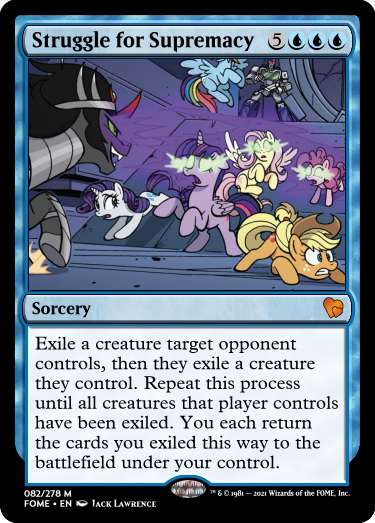 Struggle for Supremacy 5
Sorcery
Exile a creature target opponent
controls, then they exile a creature
they control. Repeat this process
until all creatures that player controls
have been exiled. You each return
the cards you exiled this way to the
battlefield under your control.
082/278 M
FOME • EN JACK LAWRENCE
™ & © 1981 — 2021 Wizards of the FOME, Inc.